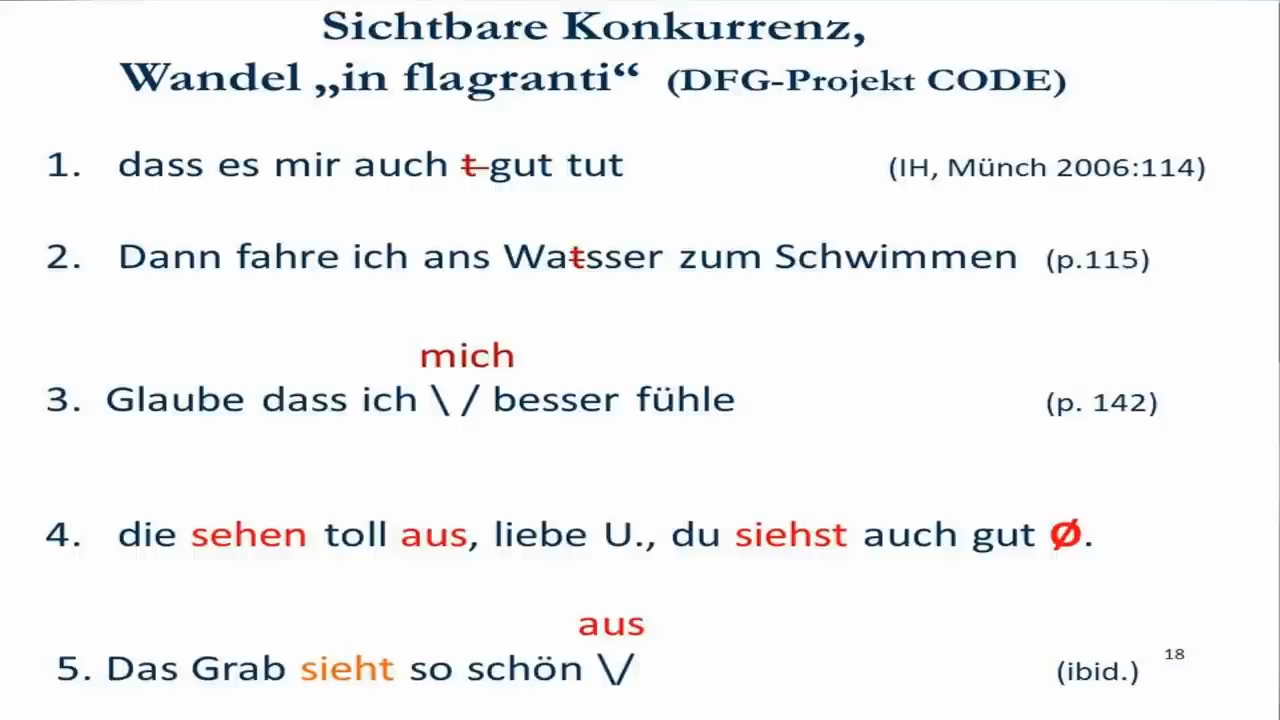 Sichtbare Konkurrenz,
Wandel „in flagranti“ (DFG-Projekt CODE)
1. dass es mir auch t gut tut (IH, Münch 2006:114)
2. Dann fahre ich ans Watsser zum Schwimmen (p.115)
mich
3. Glaube dass ich \ / besser fühle (p. 142)
4. die sehen toll aus, liebe U., du siehst auch gut Ø.
aus
5. Das Grab sieht so schön \/ (ibid.)
18